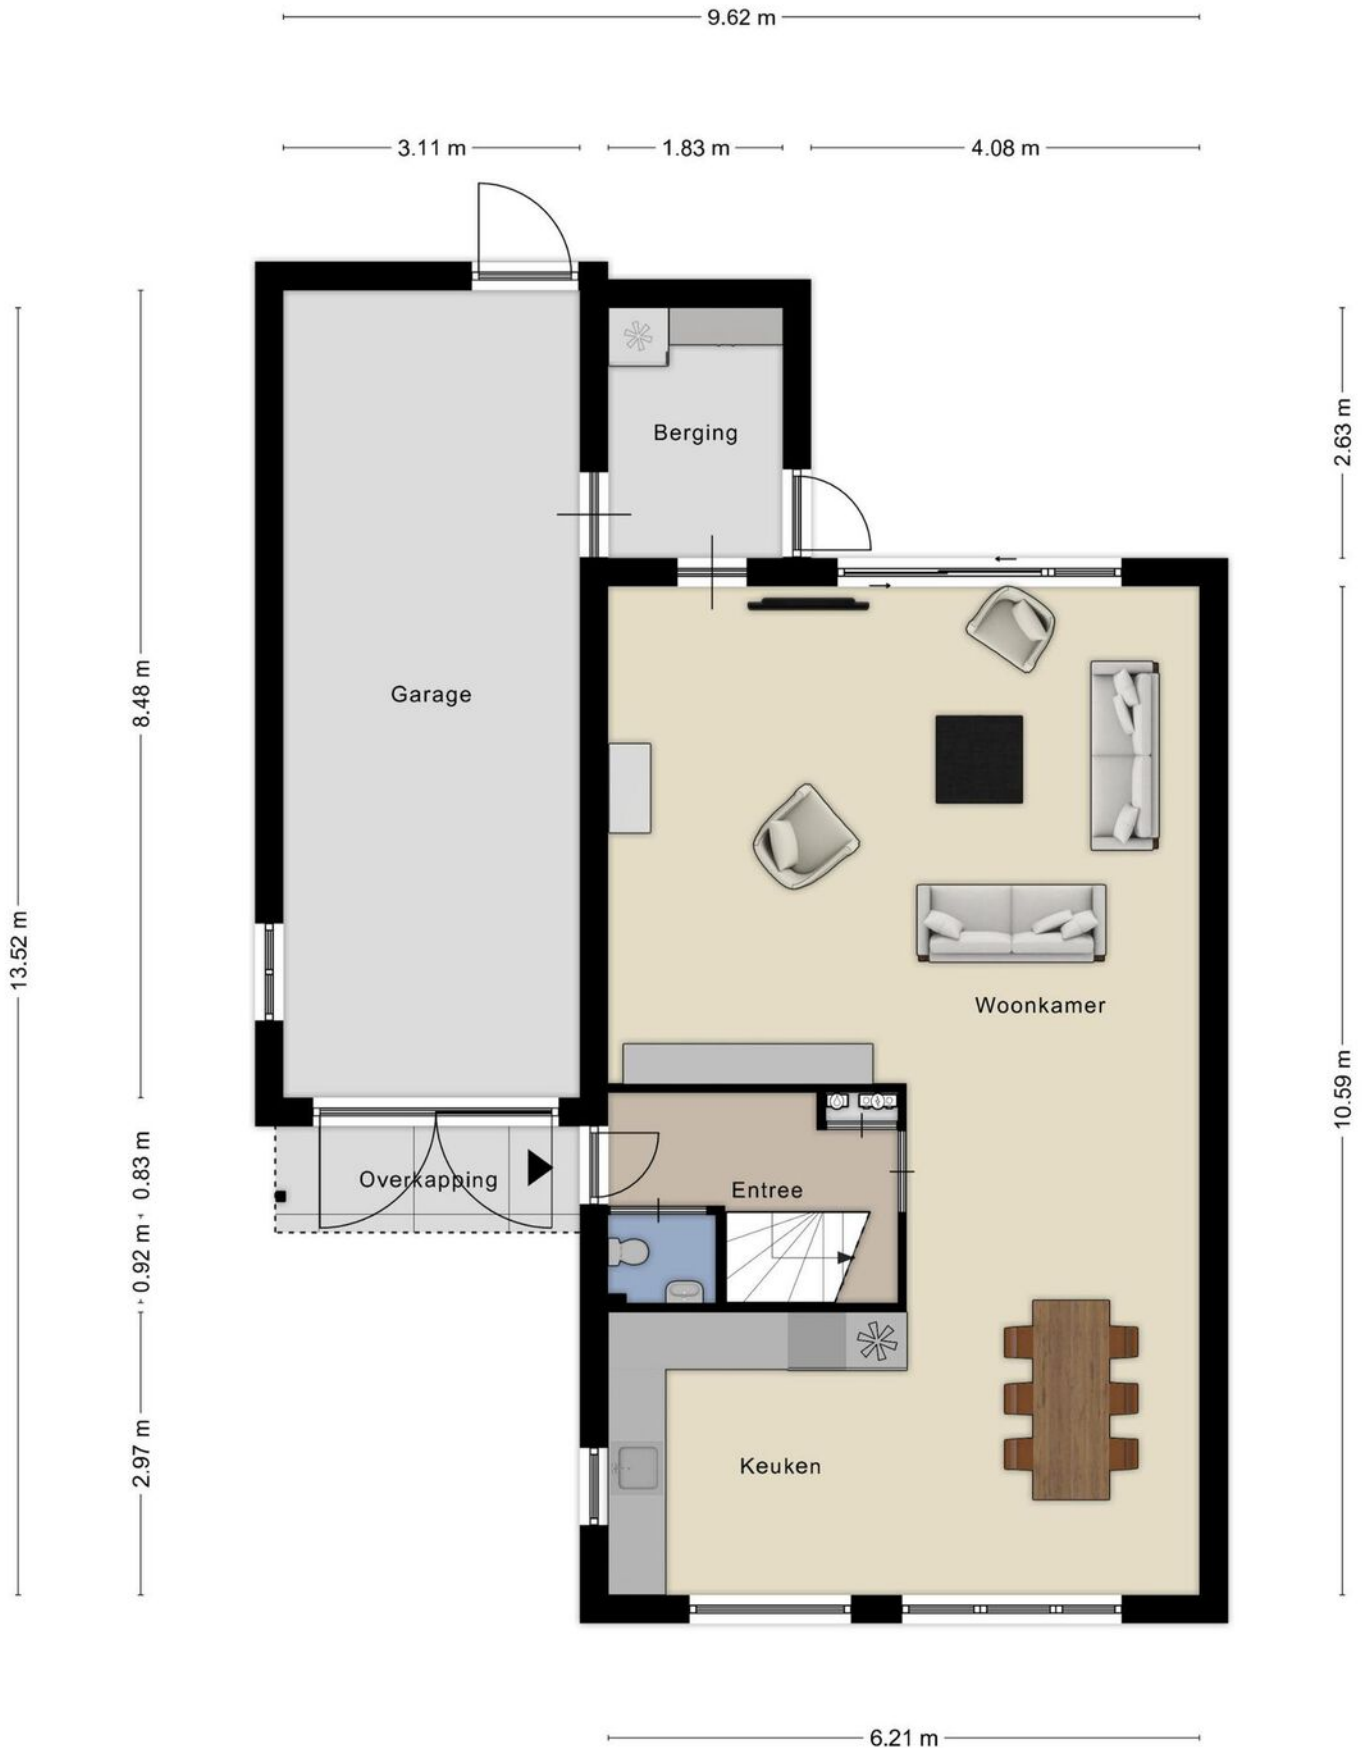 9.62 m
3.11 m
1.83 m
4.08 m
Berging
2.63 m
Garage
8.48 m
13.52 m
Woonkamer
10.59 m
0.83 m
Overkapping
Entree
0.92 m
2.97 m
Keuken
6.21 m